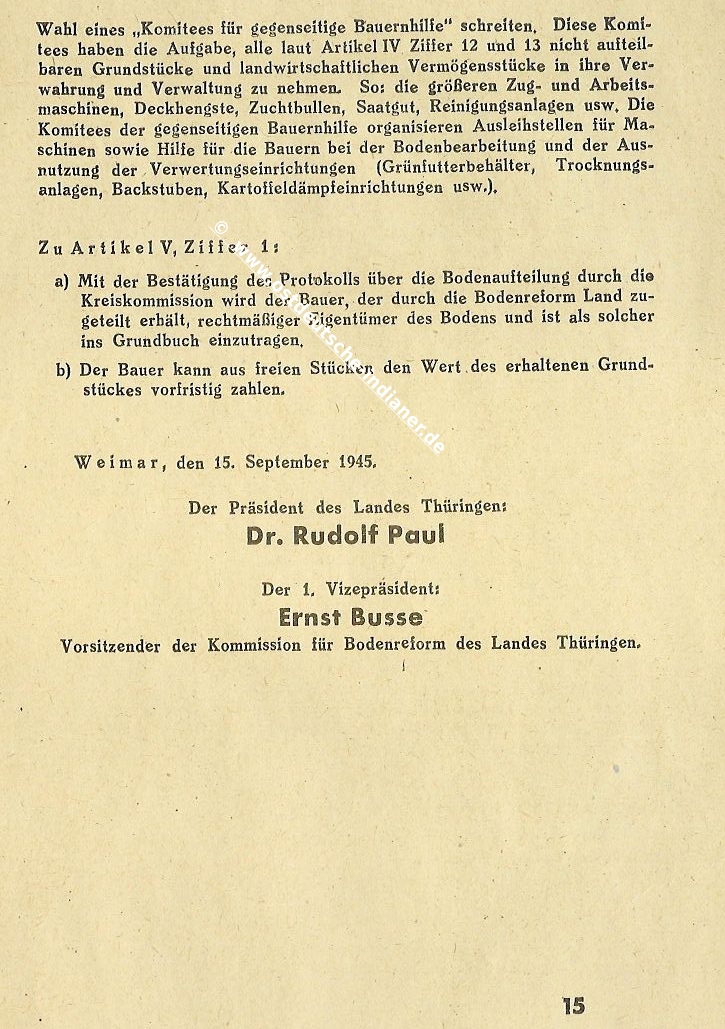 Wahl eines „Komitees für gegenseitige Bauernhilfe" schreiten. Diese Komi-
tees haben die Aufgabe, alle laut Artikel IV Ziffer 12 und 13 nicht aufteil-
baren Grundstücke und landwirtschaftlichen Vermögensstücke in ihre Ver-
wahrung und Verwaltung zu nehmen. So: die größeren Zug- und Arbeits-
maschinen, Deckhengste, Zuchtbullen, Saatgut, Reinigungsanlagen usw. Die
Komitees der gegenseitigen Bauernhilfe organisieren Ausleihstellen für Ma-
schinen sowie Hilfe für die Bauern bei der Bodenbearbeitung und der Aus-
nutzung der Verwertungseinrichtungen (Grünfutterbehälter, Trocknungs-
anlagen, Backstuben, Kartoffeldämpfeinrichtungen usw.).
Zu Artikel V, Ziffer 1:
a) Mit der Bestätigung des Protokolls über die Bodenaufteilung durch die
Kreiskommission wird der Bauer, der durch die Bodenreform Land zu-
geteilt erhält, rechtmäßiger Eigentümer des Bodens und ist als solcher
ins Grundbuch einzutragen.
b) Der Bauer kann aus freien Stücken den Wert des erhaltenen Grund-
stückes vorfristig zahlen.
Weimar, den 15. September 1945.
Der Präsident des Landes Thüringen:
Dr. Rudolf Paul
Der 1. Vizepräsident:
Ernst Busse
Vorsitzender der Kommission für Bodenreform des Landes Thüringen.
15
© www.ostdeutscheindianer.de